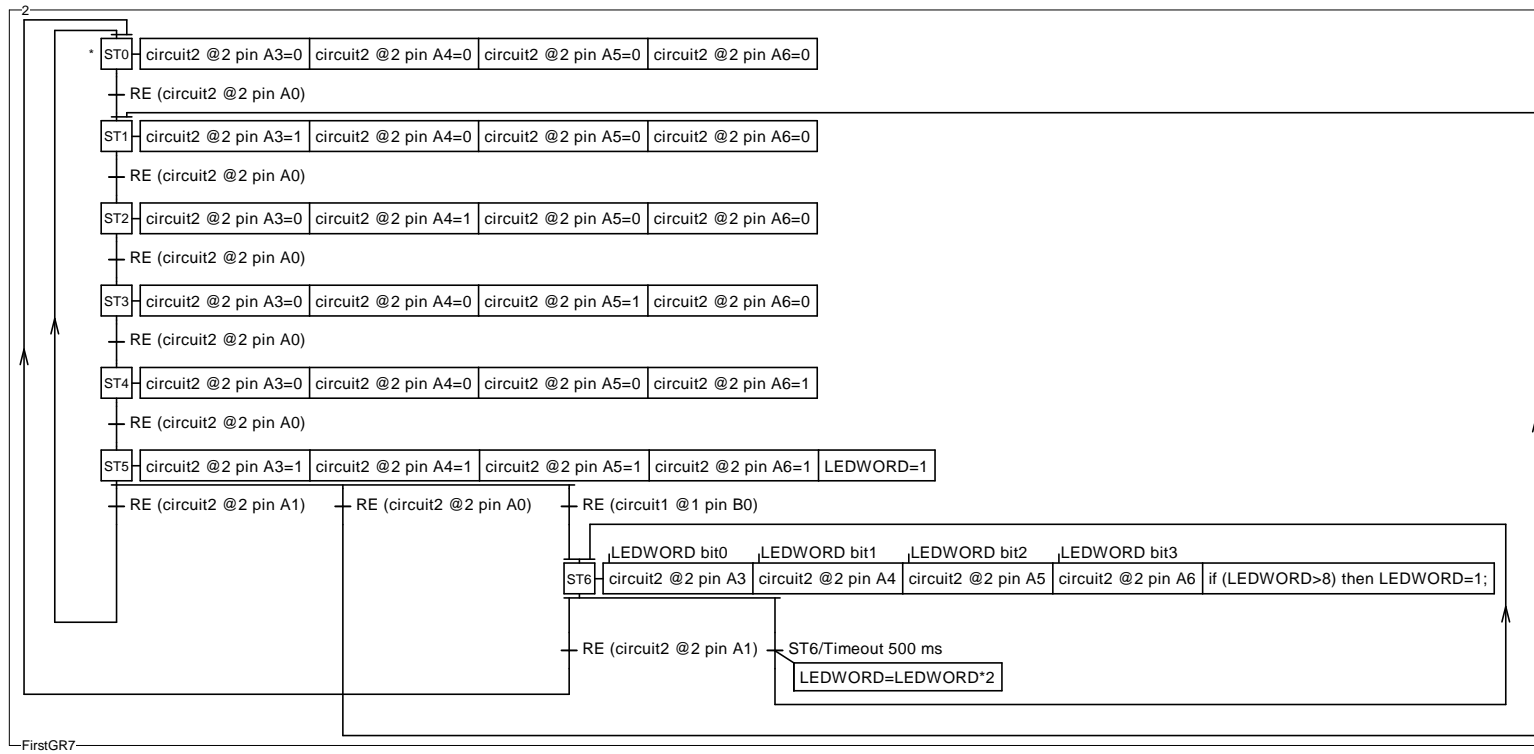 2
* ST0 circuit2 @2 pin A3=0 circuit2 @2 pin A4=0 circuit2 @2 pin A5=0 circuit2 @2 pin A6=0
RE (circuit2 @2 pin A0)
ST1 circuit2 @2 pin A3=1 circuit2 @2 pin A4=0 circuit2 @2 pin A5=0 circuit2 @2 pin A6=0
RE (circuit2 @2 pin A0)
ST2 circuit2 @2 pin A3=0 circuit2 @2 pin A4=1 circuit2 @2 pin A5=0 circuit2 @2 pin A6=0
RE (circuit2 @2 pin A0)
ST3 circuit2 @2 pin A3=0 circuit2 @2 pin A4=0 circuit2 @2 pin A5=1 circuit2 @2 pin A6=0
RE (circuit2 @2 pin A0)
ST4 circuit2 @2 pin A3=0 circuit2 @2 pin A4=0 circuit2 @2 pin A5=0 circuit2 @2 pin A6=1
RE (circuit2 @2 pin A0)
ST5 circuit2 @2 pin A3=1 circuit2 @2 pin A4=1 circuit2 @2 pin A5=1 circuit2 @2 pin A6=1 LEDWORD=1
RE (circuit2 @2 pin A1) RE (circuit2 @2 pin A0) RE (circuit1 @1 pin B0)
LEDWORD bit0 LEDWORD bit1 LEDWORD bit2 LEDWORD bit3
ST6 circuit2 @2 pin A3 circuit2 @2 pin A4 circuit2 @2 pin A5 circuit2 @2 pin A6 if (LEDWORD>8) then LEDWORD=1;
RE (circuit2 @2 pin A1) ST6/Timeout 500 ms
LEDWORD=LEDWORD*2
FirstGR7